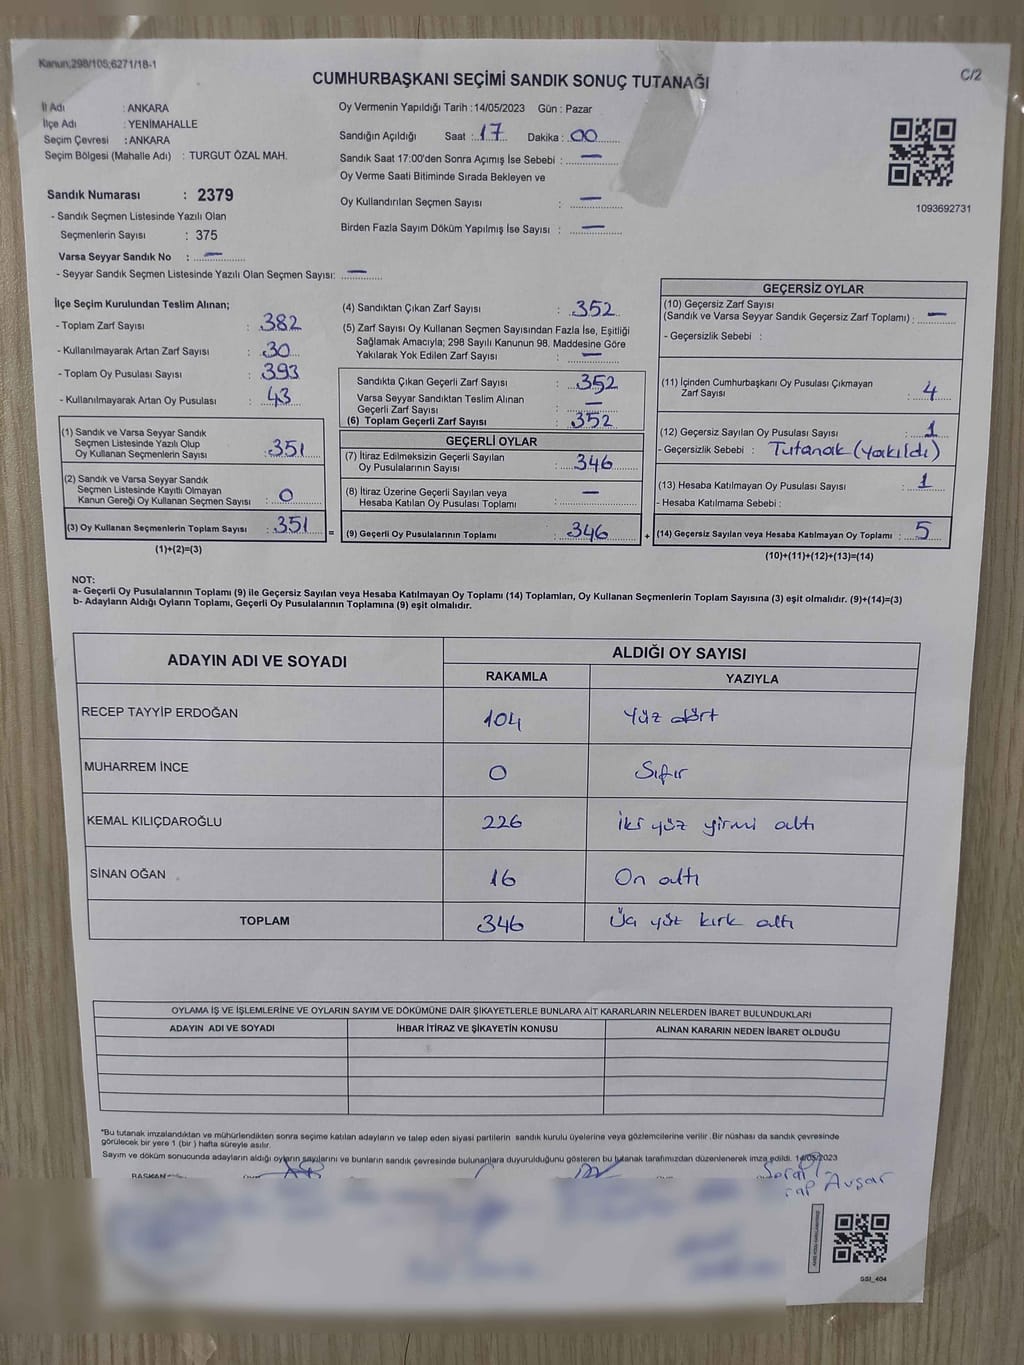 Kanun;298/105;6271/18-1
C/2
CUMHURBAŞKANI SEÇİMİ SANDIK SONUÇ TUTANAĞI
İl Adı : ANKARA
İlçe Adı : YENİMAHALLE
Seçim Çevresi : ANKARA
Seçim Bölgesi (Mahalle Adı) : TURGUT ÖZAL MAH.
Oy Vermenin Yapıldığı Tarih :14/05/2023 Gün : Pazar
Sandığın Açıldığı Saat : 17 Dakika : 00
Sandık Saat 17:00'den Sonra Açımış İse Sebebi : —
Oy Verme Saati Bitiminde Sırada Bekleyen ve
Oy Kullandırılan Seçmen Sayısı : —
Birden Fazla Sayım Döküm Yapılmış İse Sayısı : —
1093692731
Sandık Numarası : 2379
- Sandık Seçmen Listesinde Yazılı Olan
Seçmenlerin Sayısı : 375
Varsa Seyyar Sandık No : —
- Seyyar Sandık Seçmen Listesinde Yazılı Olan Seçmen Sayısı: —
İlçe Seçim Kurulundan Teslim Alınan;
- Toplam Zarf Sayısı : 382
- Kullanılmayarak Artan Zarf Sayısı : 30
- Toplam Oy Pusulası Sayısı : 393
- Kullanılmayarak Artan Oy Pusulası : 43
(1) Sandık ve Varsa Seyyar Sandık
Seçmen Listesinde Yazılı Olup
Oy Kullanan Seçmenlerin Sayısı : 351
(2) Sandık ve Varsa Seyyar Sandık
Seçmen Listesinde Kayıtlı Olmayan
Kanun Gereği Oy Kullanan Seçmen Sayısı : 0
(3) Oy Kullanan Seçmenlerin Toplam Sayısı : 351
(1)+(2)=(3)
(4) Sandıktan Çıkan Zarf Sayısı : 352
(5) Zarf Sayısı Oy Kullanan Seçmen Sayısından Fazla İse, Eşitliği
Sağlamak Amacıyla; 298 Sayılı Kanunun 98. Maddesine Göre
Yakılarak Yok Edilen Zarf Sayısı : —
Sandıkta Çıkan Geçerli Zarf Sayısı : 352
Varsa Seyyar Sandıktan Teslim Alınan
Geçerli Zarf Sayısı : —
(6) Toplam Geçerli Zarf Sayısı : 352
GEÇERLİ OYLAR
(7) İtiraz Edilmeksizin Geçerli Sayılan
Oy Pusulalarının Sayısı : 346
(8) İtiraz Üzerine Geçerli Sayılan veya
Hesaba Katılan Oy Pusulası Toplamı : —
=
(9) Geçerli Oy Pusulalarının Toplamı : 346
GEÇERSİZ OYLAR
(10) Geçersiz Zarf Sayısı
(Sandık ve Varsa Seyyar Sandık Geçersiz Zarf Toplamı) : —
- Geçersizlik Sebebi :
(11) İçinden Cumhurbaşkanı Oy Pusulası Çıkmayan
Zarf Sayısı : 4
(12) Geçersiz Sayılan Oy Pusulası Sayısı : 1
- Geçersizlik Sebebi : Tutanak (yakıldı)
(13) Hesaba Katılmayan Oy Pusulası Sayısı : 1
- Hesaba Katılmama Sebebi :
+
(14) Geçersiz Sayılan veya Hesaba Katılmayan Oy Toplamı : 5
(10)+(11)+(12)+(13)=(14)
NOT:
a- Geçerli Oy Pusulalarının Toplamı (9) ile Geçersiz Sayılan veya Hesaba Katılmayan Oy Toplamı (14) Toplamları, Oy Kullanan Seçmenlerin Toplam Sayısına (3) eşit olmalıdır. (9)+(14)=(3)
b- Adayların Aldığı Oyların Toplamı, Geçerli Oy Pusulalarının Toplamına (9) eşit olmalıdır.
ADAYIN ADI VE SOYADI
ALDIĞI OY SAYISI
RAKAMLA YAZIYLA
RECEP TAYYİP ERDOĞAN 104 Yüz dört
MUHARREM İNCE 0 Sıfır
KEMAL KILIÇDAROĞLU 226 İki yüz yirmi altı
SİNAN OĞAN 16 On altı
TOPLAM 346 Üç yüz kırk altı
OYLAMA İŞ VE İŞLEMLERİNE VE OYLARIN SAYIM VE DÖKÜMÜNE DAİR ŞİKAYETLERLE BUNLARA AİT KARARLARIN NELERDEN İBARET BULUNDUKLARI
ADAYIN ADI VE SOYADI İHBAR İTİRAZ VE ŞİKAYETİN KONUSU ALINAN KARARIN NEDEN İBARET OLDUĞU
*Bu tutanak imzalandıktan ve mühürlendikten sonra seçime katılan adayların ve talep eden siyasi partilerin sandık kurulu üyelerine veya gözlemcilerine verilir. Bir nüshası da sandık çevresinde
görülecek bir yere 1 (bir ) hafta süreyle asılır.
Sayım ve döküm sonucunda adayların aldığı oyların sayılarını ve bunların sandık çevresinde bulunanlara duyurulduğunu gösteren bu tutanak tarafımızdan düzenlenerek imza edildi. 14/05/2023
BAŞKAN
Avşar
GSI_404